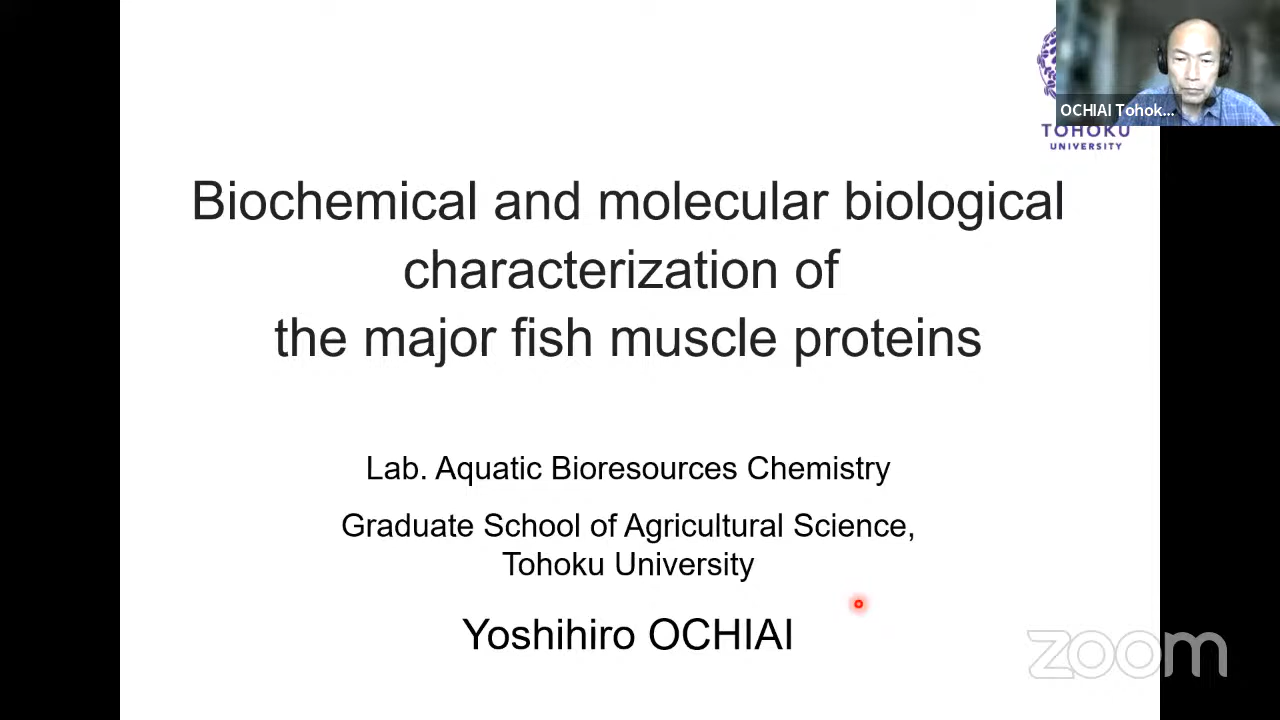 OCHIAI Tohok...
TOHOKU
UNIVERSITY
Biochemical and molecular biological
characterization of
the major fish muscle proteins
Lab. Aquatic Bioresources Chemistry
Graduate School of Agricultural Science,
Tohoku University
Yoshihiro OCHIAI
zoom